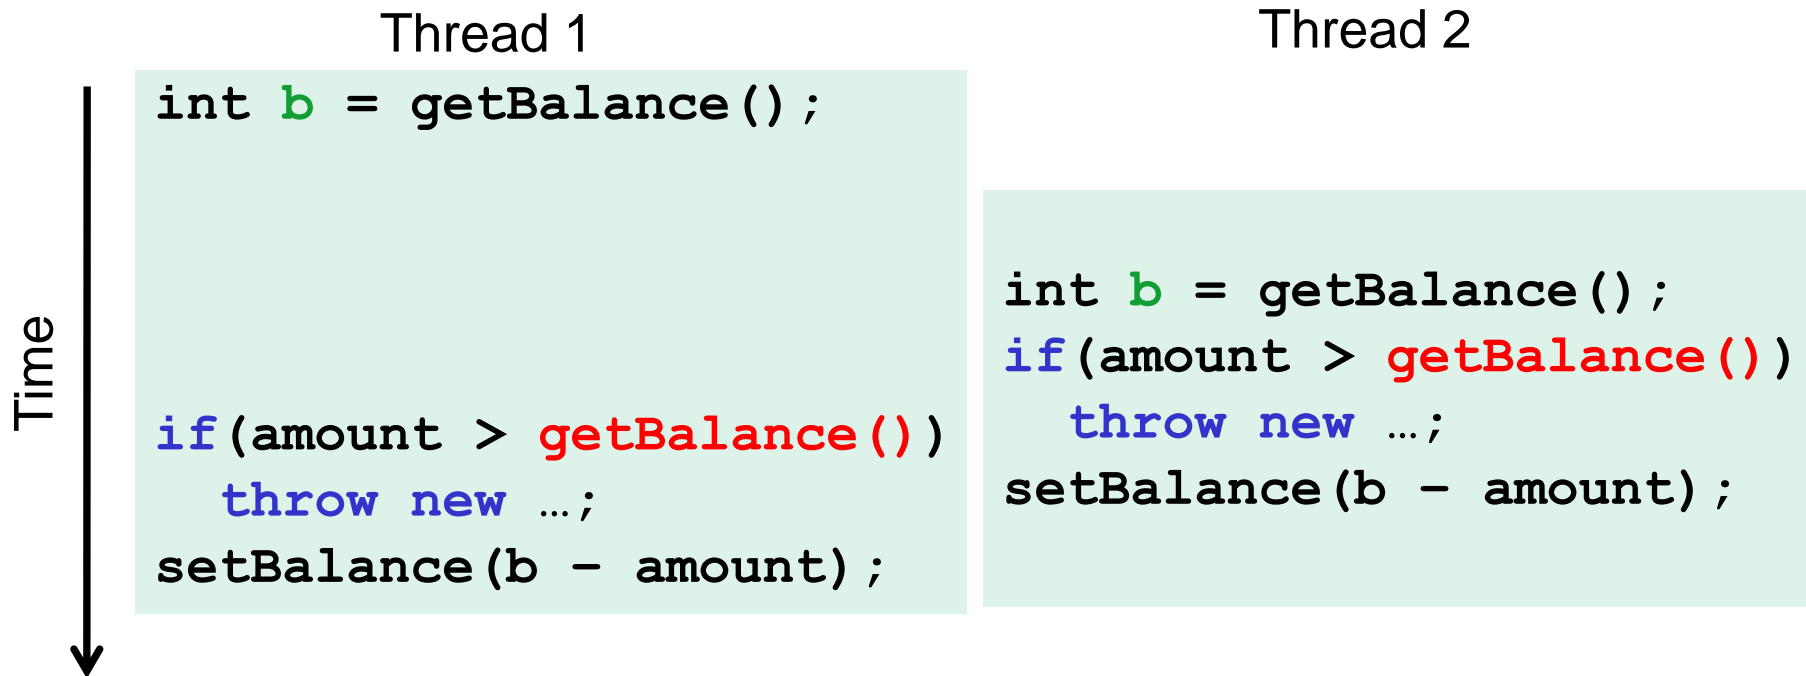 Thread 1
Thread 2
Time
int b = getBalance();
if(amount > getBalance())
  throw new …;
setBalance(b – amount);
int b = getBalance();
if(amount > getBalance())
  throw new …;
setBalance(b – amount);